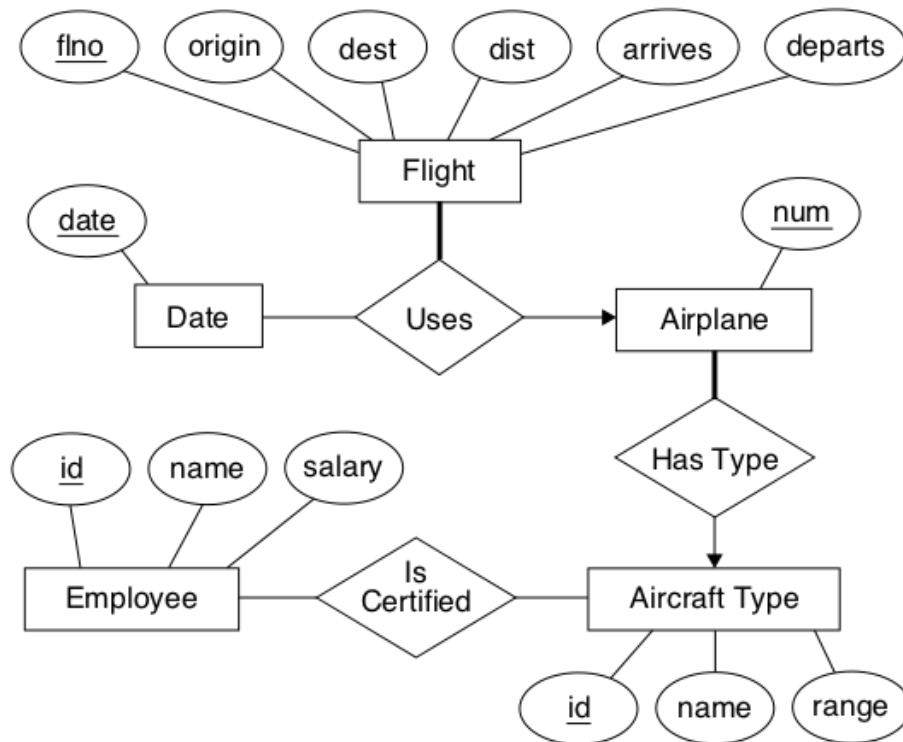 flno origin dest dist arrives departs
Flight
date num
Date Uses Airplane
id name salary Has Type
Is
Employee Certified Aircraft Type
id name range